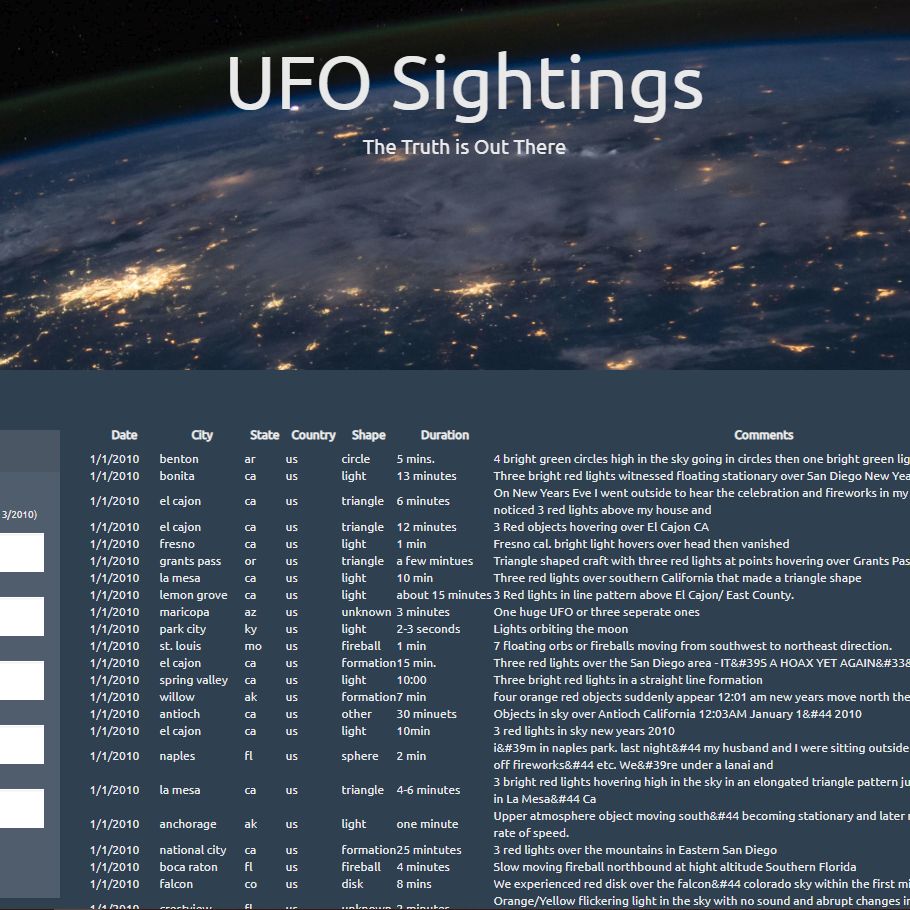 UFO Sightings
The Truth is Out There
Date City State Country Shape Duration Comments
3/2010)
1/1/2010 benton ar us circle 5 mins. 4 bright green circles high in the sky going in circles then one bright green
1/1/2010 bonita ca us light 13 minutes Three bright red lights witnessed floating stationary over San Diego New
1/1/2010 el cajon ca us triangle 6 minutes On New Years Eve I went outside to hear the celebration and fireworks in my
noticed 3 red lights above my house and
1/1/2010 el cajon ca us triangle 12 minutes 3 Red objects hovering over El Cajon CA
1/1/2010 fresno ca us light 1 min Fresno cal. bright light hovers over head then vanished
1/1/2010 grants pass or us triangle a few mintues Triangle shaped craft with three red lights at points hovering over Grants
1/1/2010 la mesa ca us light 10 min Three red lights over southern California that made a triangle shape
1/1/2010 lemon grove ca us light about 15 minutes 3 Red lights in line pattern above El Cajon/ East County.
1/1/2010 maricopa az us unknown 3 minutes One huge UFO or three seperate ones
1/1/2010 park city ky us light 2-3 seconds Lights orbiting the moon
1/1/2010 st. louis mo us fireball 1 min 7 floating orbs or fireballs moving from southwest to northeast direction.
1/1/2010 el cajon ca us formation 15 min. Three red lights over the San Diego area - IT&#39S A HOAX YET AGAIN&#33&
1/1/2010 spring valley ca us light 10:00 Three bright red lights in a straight line formation
1/1/2010 willow ak us formation 7 min four orange red objects suddenly appear 12:01 am new years move north
1/1/2010 antioch ca us other 30 minuets Objects in sky over Antioch California 12:03AM January 1&#44 2010
1/1/2010 el cajon ca us light 10min 3 red lights in sky new years 2010
1/1/2010 naples fl us sphere 2 min i&#39m in naples park. last night&#44 my husband and I were sitting outside
off fireworks&#44 etc. We&#39re under a lanai and
1/1/2010 la mesa ca us triangle 4-6 minutes 3 bright red lights hovering high in the sky in an elongated triangle pattern
in La Mesa&#44 Ca
1/1/2010 anchorage ak us light one minute Upper atmosphere object moving south&#44 becoming stationary and later
rate of speed.
1/1/2010 national city ca us formation 25 mintutes 3 red lights over the mountains in Eastern San Diego
1/1/2010 boca raton fl us fireball 4 minutes Slow moving fireball northbound at hight altitude Southern Florida
1/1/2010 falcon co us disk 8 mins We experienced red disk over the falcon&#44 colorado sky within the first
1/1/2010 crestview fl us unknown 2 minutes Orange/Yellow flickering light in the sky with no sound and abrupt changes